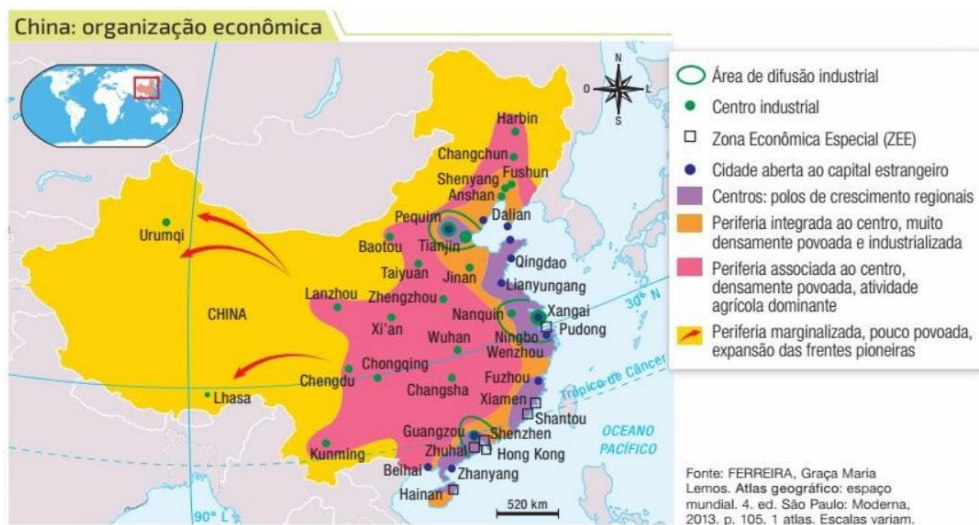 China: organização econômica
N
O
L
S
Harbin
Changchun
Fushun
Shenyang
Anshan
Pequim
Dalian
Urumqi
Baotou
Tianjin
Taiyuan
Jinan
Qingdao
Lianyungang
Lanzhou
Zhengzhou
30° N
CHINA
Xi'an
Nanquin
Xangai
Pudong
Wuhan
Ningbo
Wenzhou
Chongqing
Chengdu
Changsha
Fuzhou
Trópico de Câncer
Lhasa
Xiamen
Shantou
Guangzou
Shenzhen
OCEANO
PACÍFICO
Kunming
Zhuhai
Hong Kong
Beihai
Zhanyang
Hainan
90° L
520 km
Área de difusão industrial
Centro industrial
Zona Econômica Especial (ZEE)
Cidade aberta ao capital estrangeiro
Centros: polos de crescimento regionais
Periferia integrada ao centro, muito
densamente povoada e industrializada
Periferia associada ao centro,
densamente povoada, atividade
agrícola dominante
Periferia marginalizada, pouco povoada,
expansão das frentes pioneiras
Fonte: FERREIRA, Graça Maria
Lemos. Atlas geográfico: espaço
mundial. 4. ed. São Paulo: Moderna,
2013. p. 105. 1 atlas. Escalas variam.